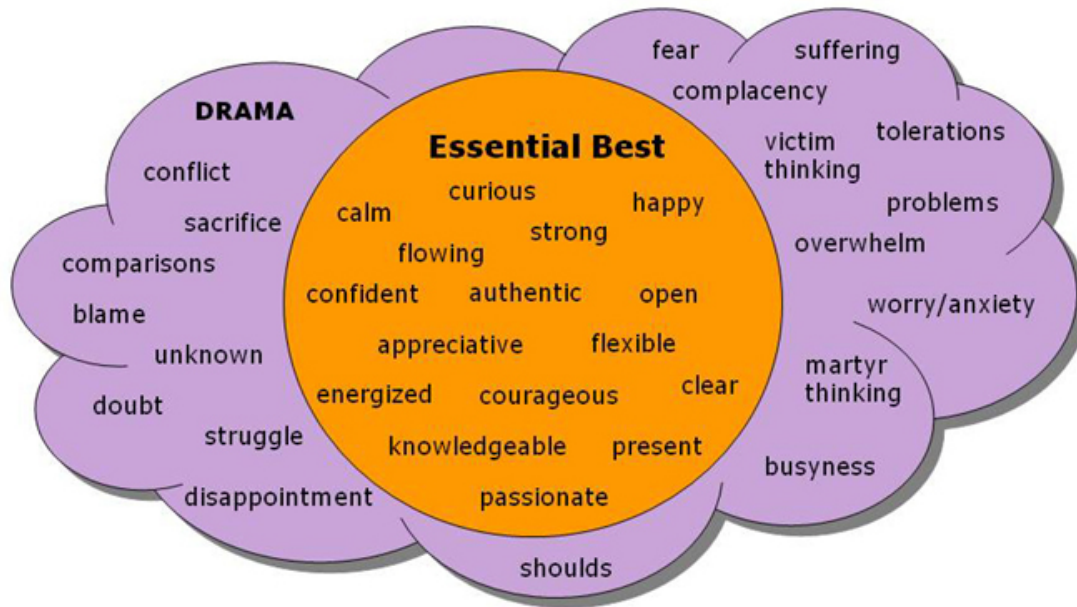 DRAMA
conflict
sacrifice
comparisons
blame
unknown
doubt
struggle
disappointment
Essential Best
curious
happy
calm
strong
flowing
confident
authentic
open
appreciative
flexible
energized
courageous
clear
knowledgeable
present
passionate
shoulds
fear
suffering
complacency
victim
thinking
tolerations
problems
overwhelm
worry/anxiety
martyr
thinking
busyness